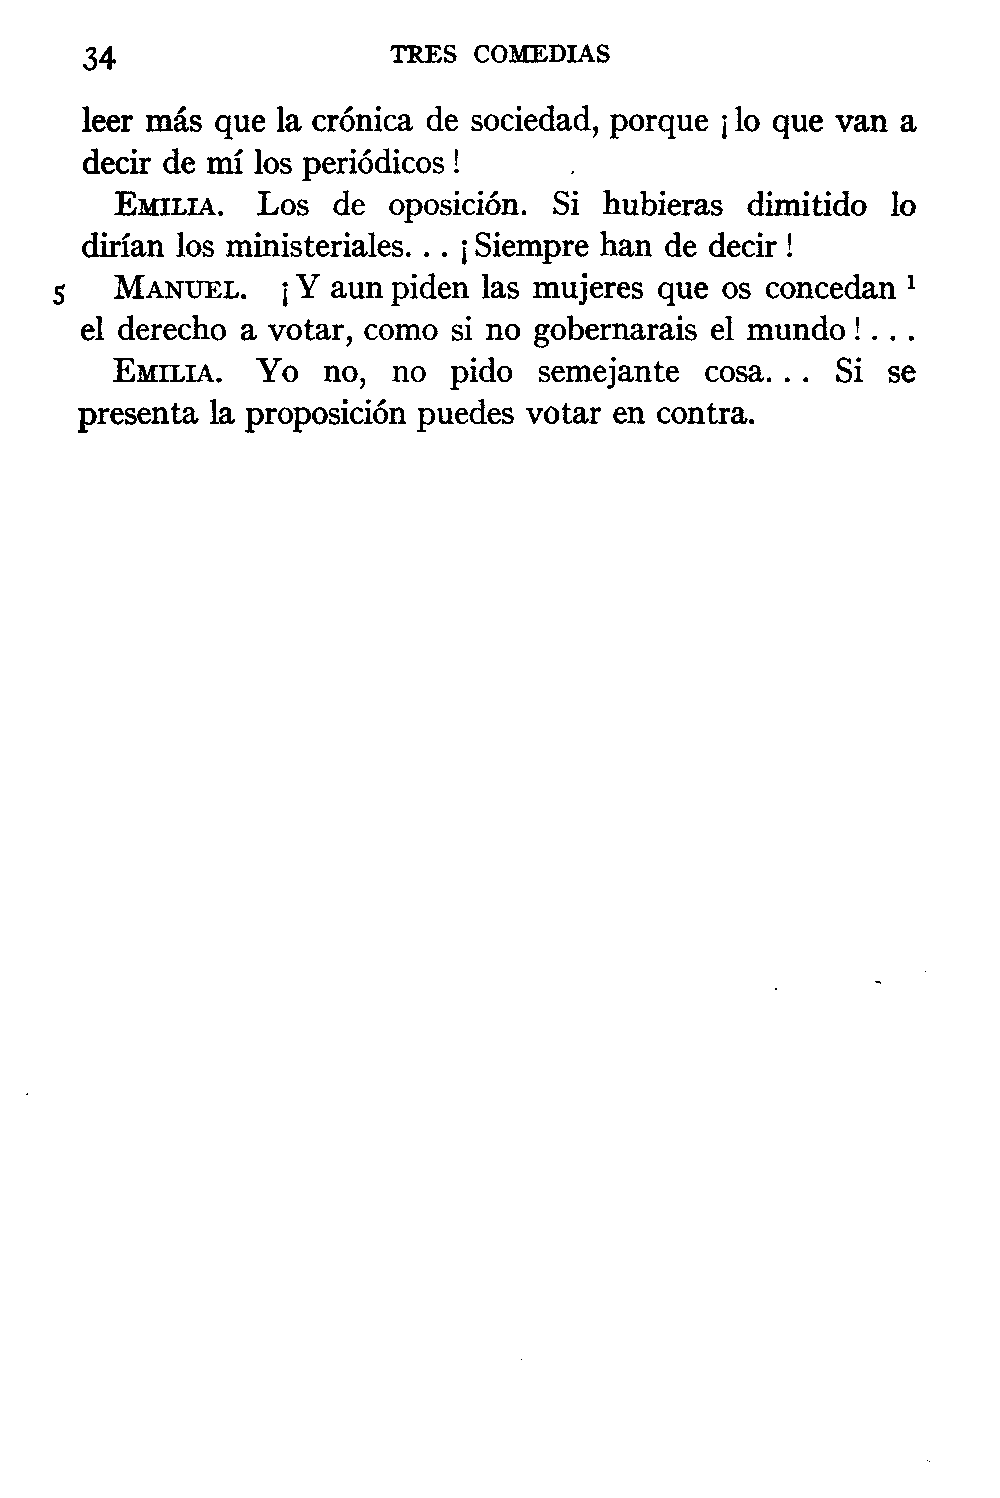 34 TRES COMEDIAS
leer más que la crónica de sociedad, porque ¡lo que van a
decir de mí los periódicos!
EMILIA. Los de oposición. Si hubieras dimitido lo
dirían los ministeriales. . . ¡Siempre han de decir!
5 MANUEL. ¡Y aun piden las mujeres que os concedan ¹
el derecho a votar, como si no gobernarais el mundo! . . .
EMILIA. Yo no, no pido semejante cosa. . . Si se
presenta la proposición puedes votar en contra.